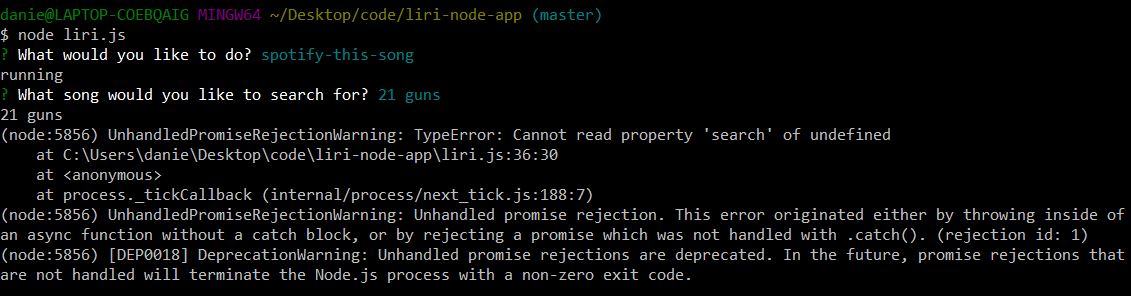 danie@LAPTOP-COEBQAIG MINGW64 ~/Desktop/code/liri-node-app (master)
$ node liri.js
? What would you like to do? spotify-this-song
running
? What song would you like to search for? 21 guns
21 guns
(node:5856) UnhandledPromiseRejectionWarning: TypeError: Cannot read property 'search' of undefined
    at C:\Users\danie\Desktop\code\liri-node-app\liri.js:36:30
    at <anonymous>
    at process._tickCallback (internal/process/next_tick.js:188:7)
(node:5856) UnhandledPromiseRejectionWarning: Unhandled promise rejection. This error originated either by throwing inside of
an async function without a catch block, or by rejecting a promise which was not handled with .catch(). (rejection id: 1)
(node:5856) [DEP0018] DeprecationWarning: Unhandled promise rejections are deprecated. In the future, promise rejections that
are not handled will terminate the Node.js process with a non-zero exit code.